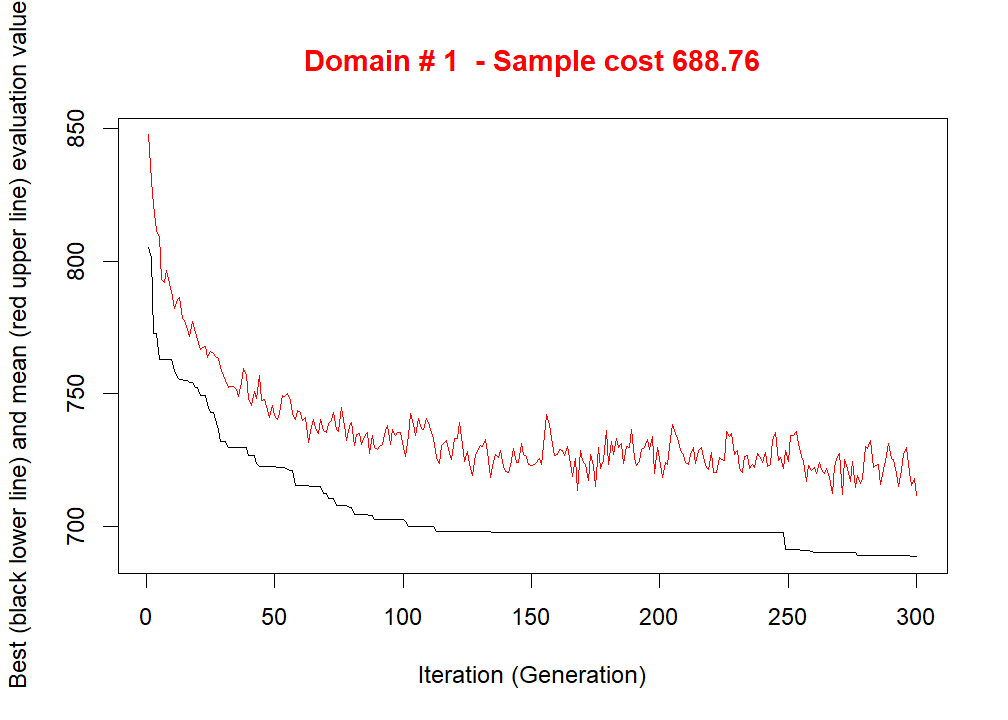 Domain # 1  - Sample cost 688.76
Best (black lower line) and mean (red upper line) evaluation value
850
800
750
700
0 50 100 150 200 250 300
Iteration (Generation)